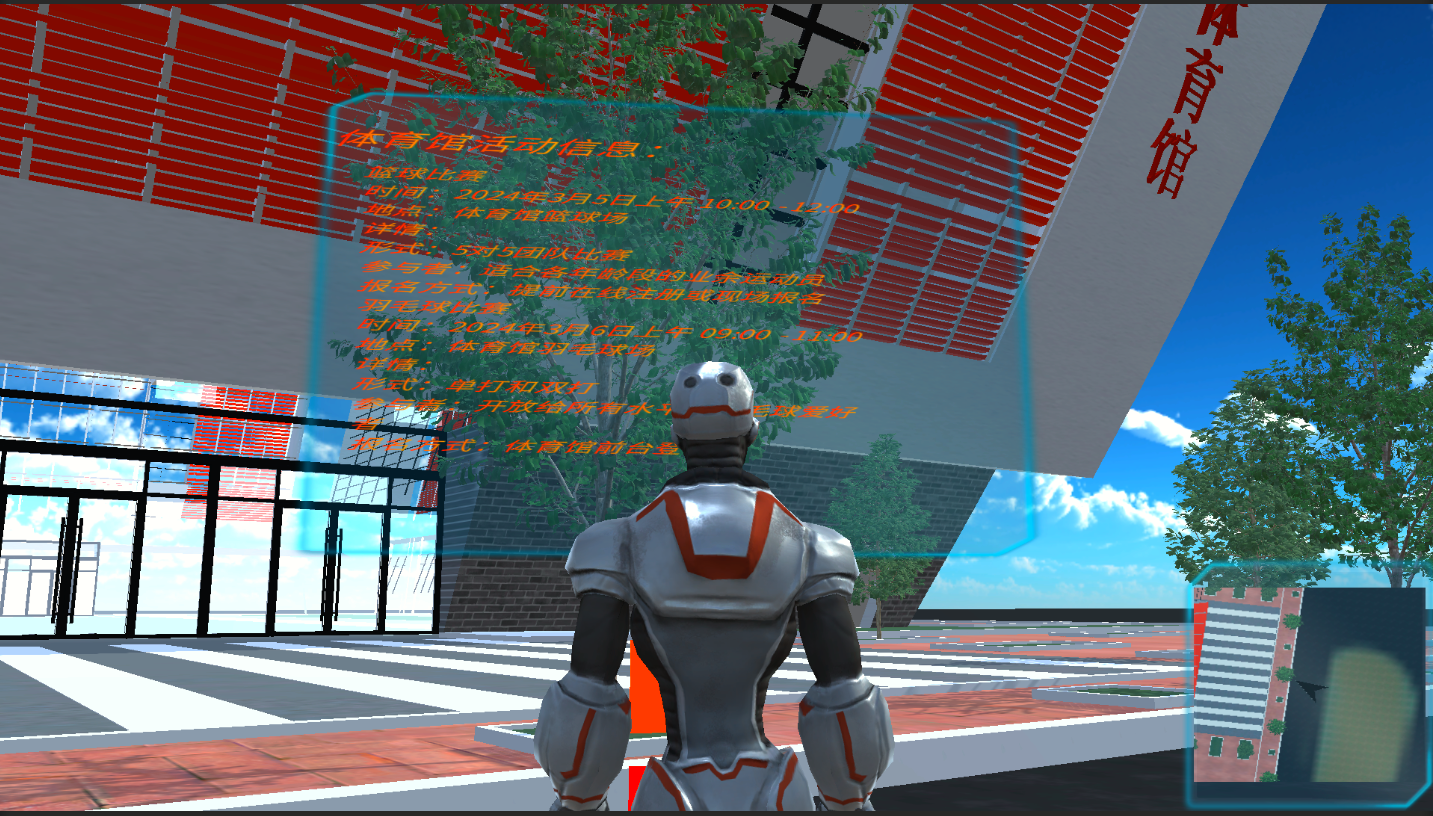 体育馆
体育馆活动信息：
篮球比赛
时间：2024年3月5日上午 10:00 - 12:00
地点：体育馆篮球场
详情：
形式：5对5团队比赛
参与者：适合各年龄段的业余运动员
报名方式：提前在线注册或现场报名
羽毛球比赛
时间：2024年3月6日上午 09:00 - 11:00
地点：体育馆羽毛球场
详情：
形式：单打和双打
参与者：开放给所有水 毛球爱好
者
报名方式：体育馆前台